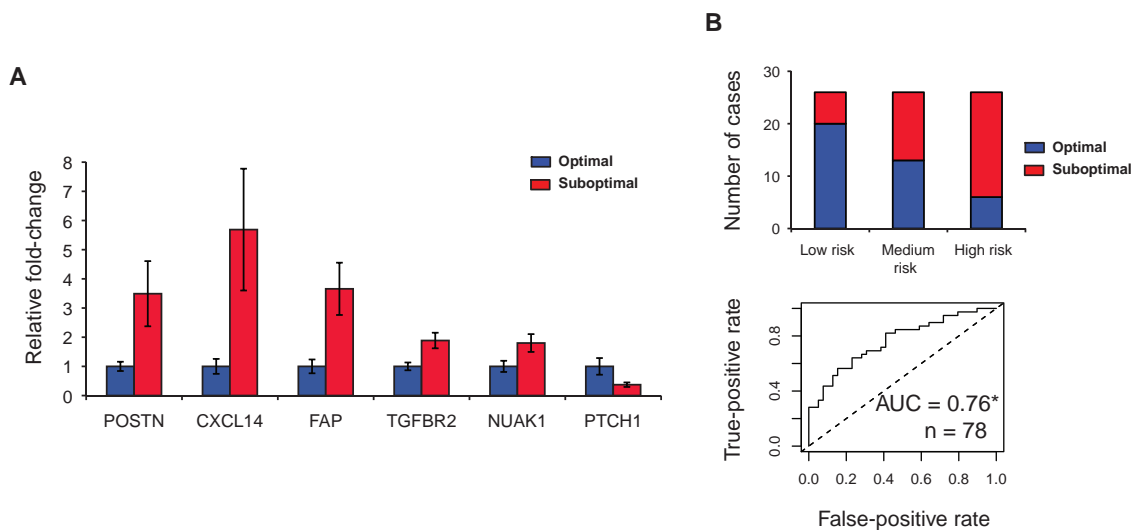 A
Relative fold-change
8
7
6
5
4
3
2
1
0
Optimal
Suboptimal
POSTN CXCL14 FAP TGFBR2 NUAK1 PTCH1
B
Number of cases
30
20
10
0
Optimal
Suboptimal
Low risk Medium risk High risk
True-positive rate
0.8
0.4
0.0
AUC = 0.76*
n = 78
0.0 0.2 0.4 0.6 0.8 1.0
False-positive rate